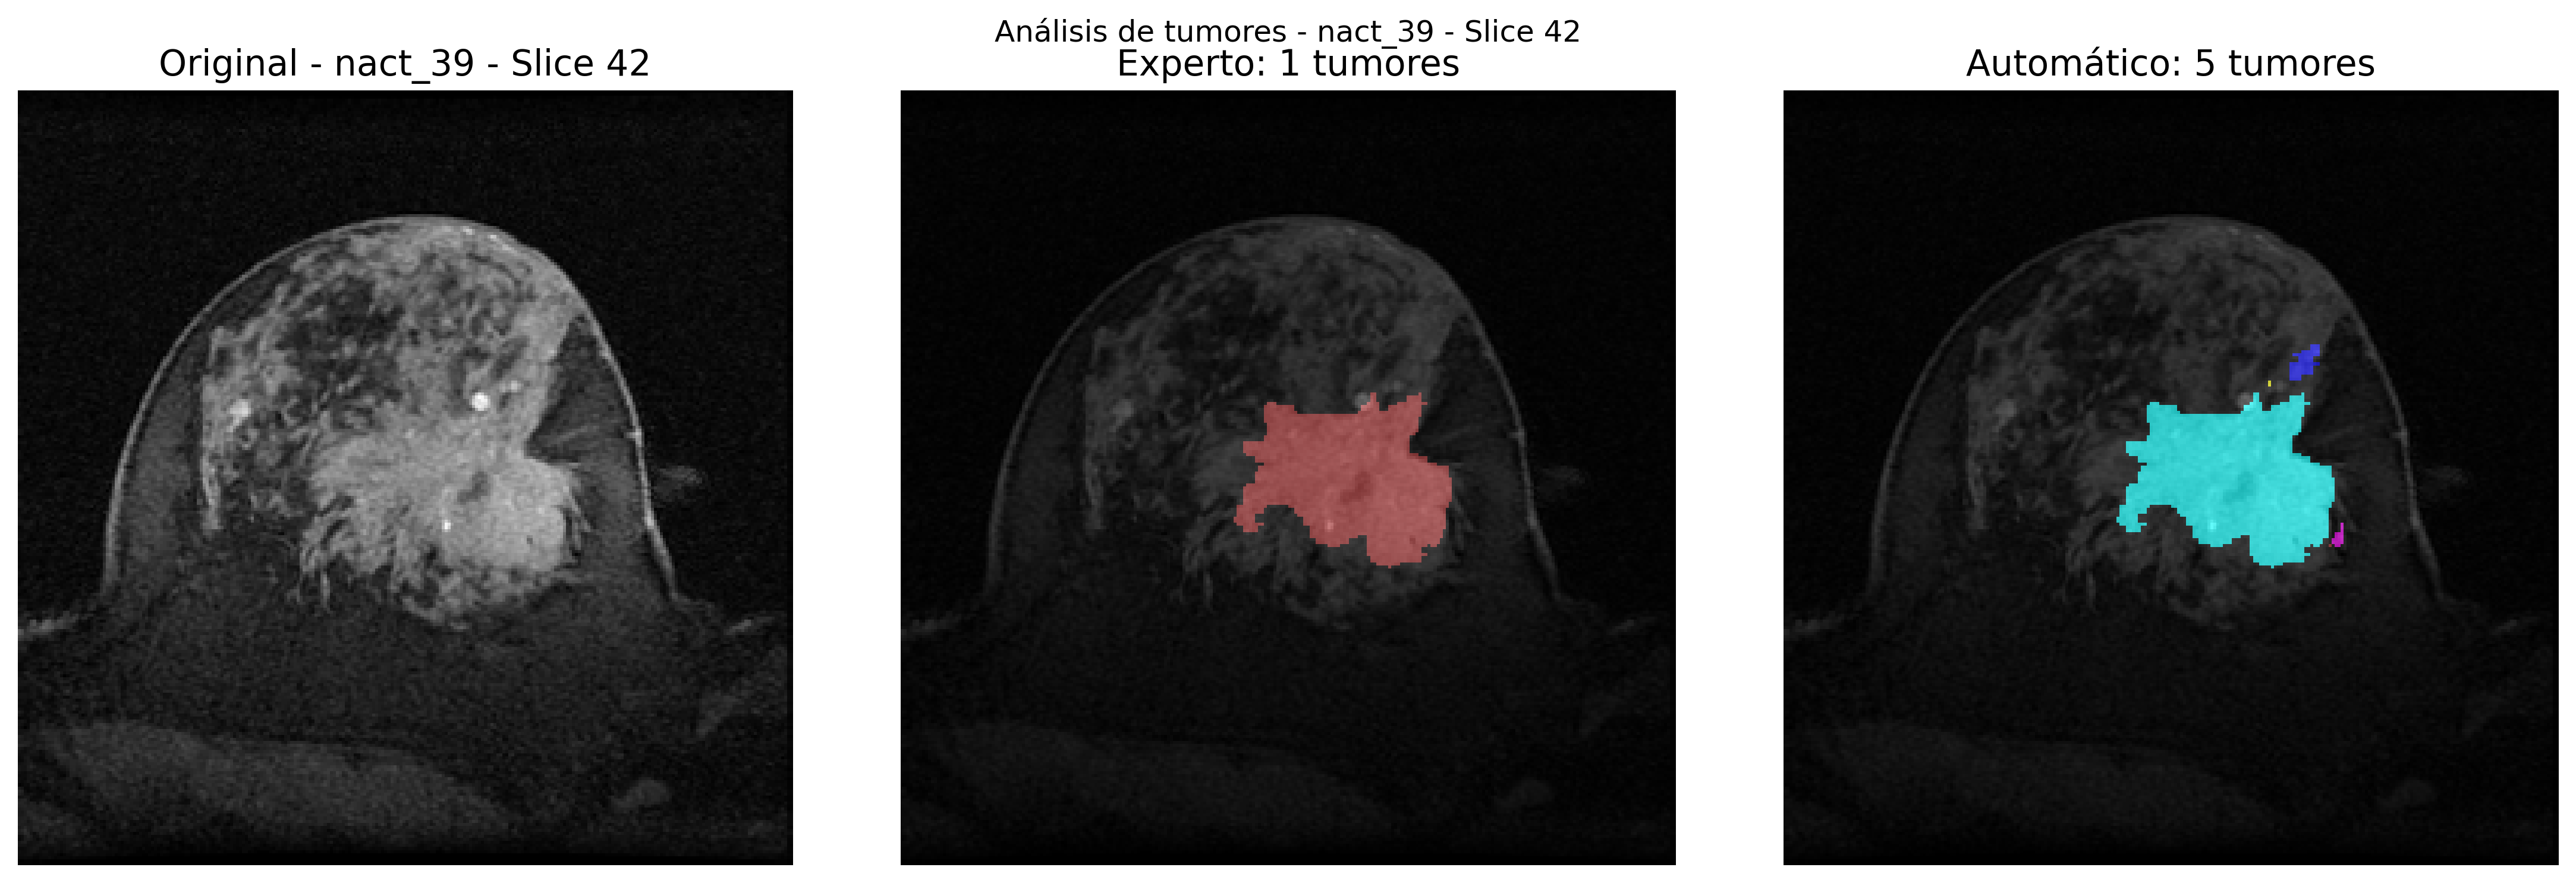 Análisis de tumores - nact_39 - Slice 42
Original - nact_39 - Slice 42
Experto: 1 tumores
Automático: 5 tumores